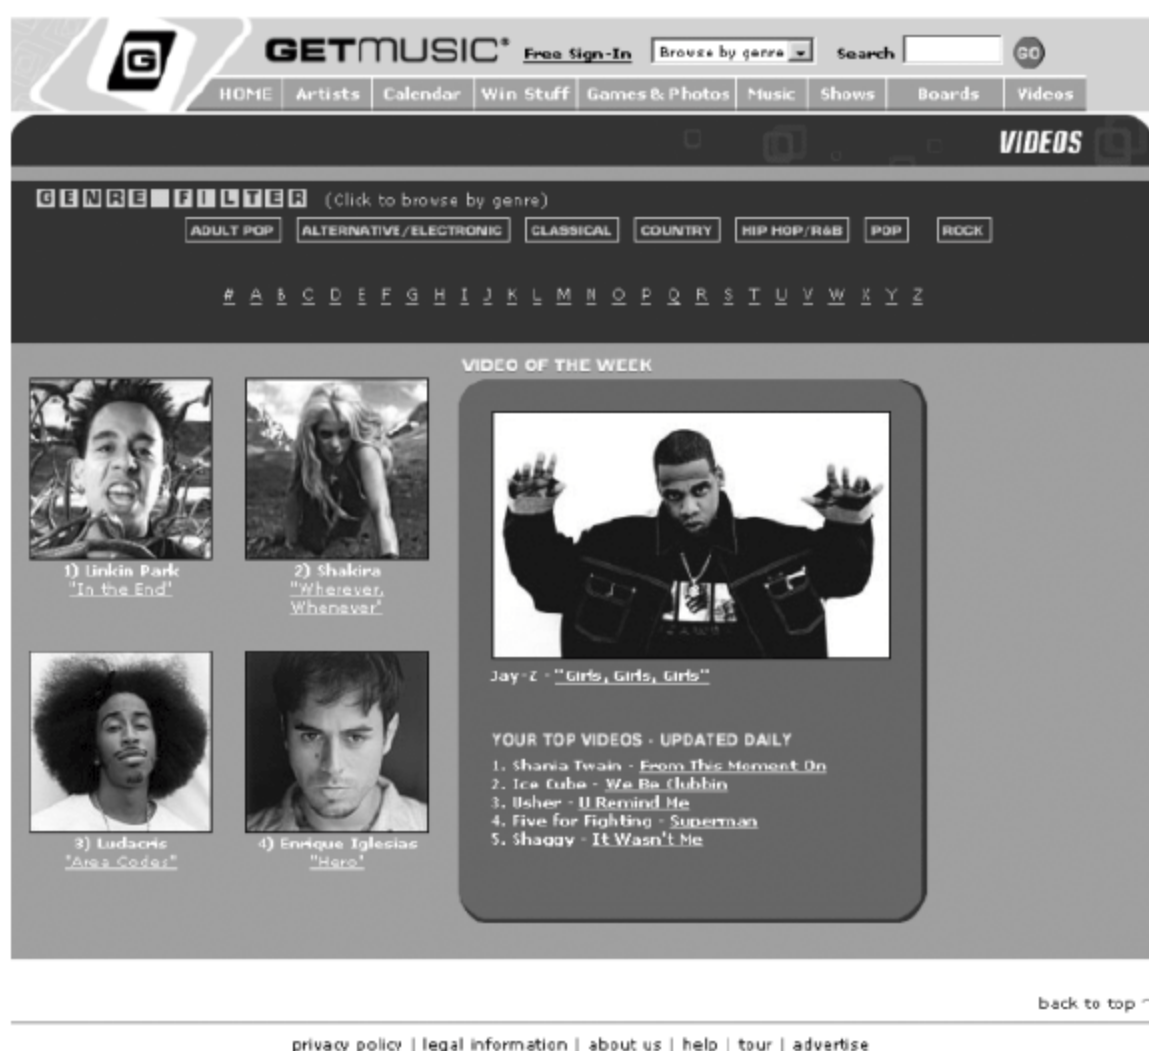 G
GETMUSIC Free Sign-In Browse by genre Search GO
HOME Artists Calendar Win Stuff Games & Photos Music Shows Boards Videos
VIDEOS
GENRE FILTER (Click to browse by genre)
ADULT POP ALTERNATIVE/ELECTRONIC CLASSICAL COUNTRY HIP HOP/R&B POP ROCK
# A B C D E F G H I J K L M N O P Q R S T U V W X Y Z
1) Linkin Park
"In the End"
2) Shakira
"Wherever,
Whenever"
3) Ludacris
"Area Codes"
4) Enrique Iglesias
"Hero"
VIDEO OF THE WEEK
Jay-Z - "Girls, Girls, Girls"
YOUR TOP VIDEOS - UPDATED DAILY
1. Shania Twain - From This Moment On
2. Ice Cube - We Be Clubbin
3. Usher - U Remind Me
4. Five for Fighting - Superman
5. Shaggy - It Wasn't Me
back to top ^
privacy policy | legal information | about us | help | tour | advertise